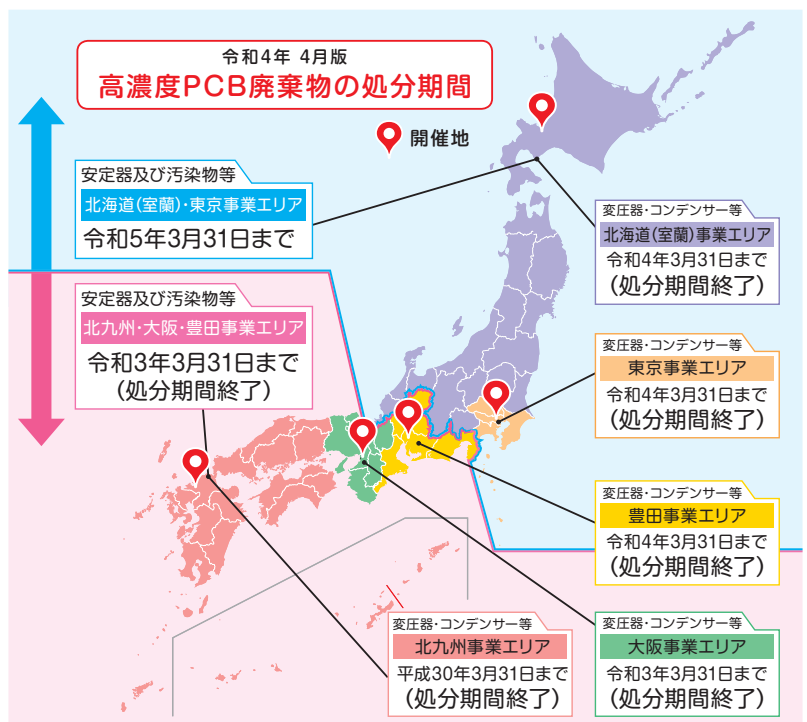 令和4年 4月版
高濃度PCB廃棄物の処分期間
開催地
安定器及び汚染物等
北海道(室蘭)・東京事業エリア
令和5年3月31日まで
変圧器・コンデンサー等
北海道(室蘭)事業エリア
令和4年3月31日まで
(処分期間終了)
安定器及び汚染物等
北九州・大阪・豊田事業エリア
令和3年3月31日まで
(処分期間終了)
変圧器・コンデンサー等
東京事業エリア
令和4年3月31日まで
(処分期間終了)
変圧器・コンデンサー等
豊田事業エリア
令和4年3月31日まで
(処分期間終了)
変圧器・コンデンサー等
北九州事業エリア
平成30年3月31日まで
(処分期間終了)
変圧器・コンデンサー等
大阪事業エリア
令和3年3月31日まで
(処分期間終了)